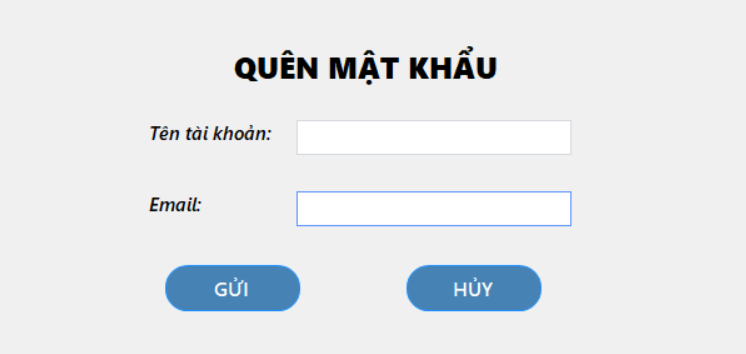 QUÊN MẬT KHẨU
Tên tài khoản:
Email:
GỬI
HỦY